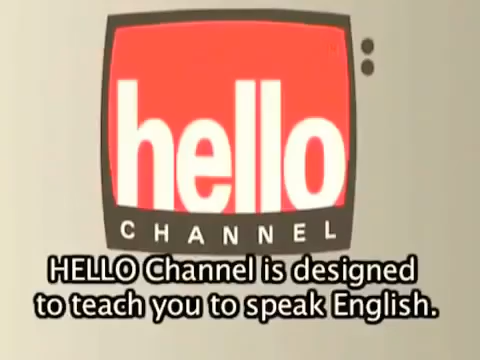 hello
CHANNEL
HELLO Channel is designed
to teach you to speak English.